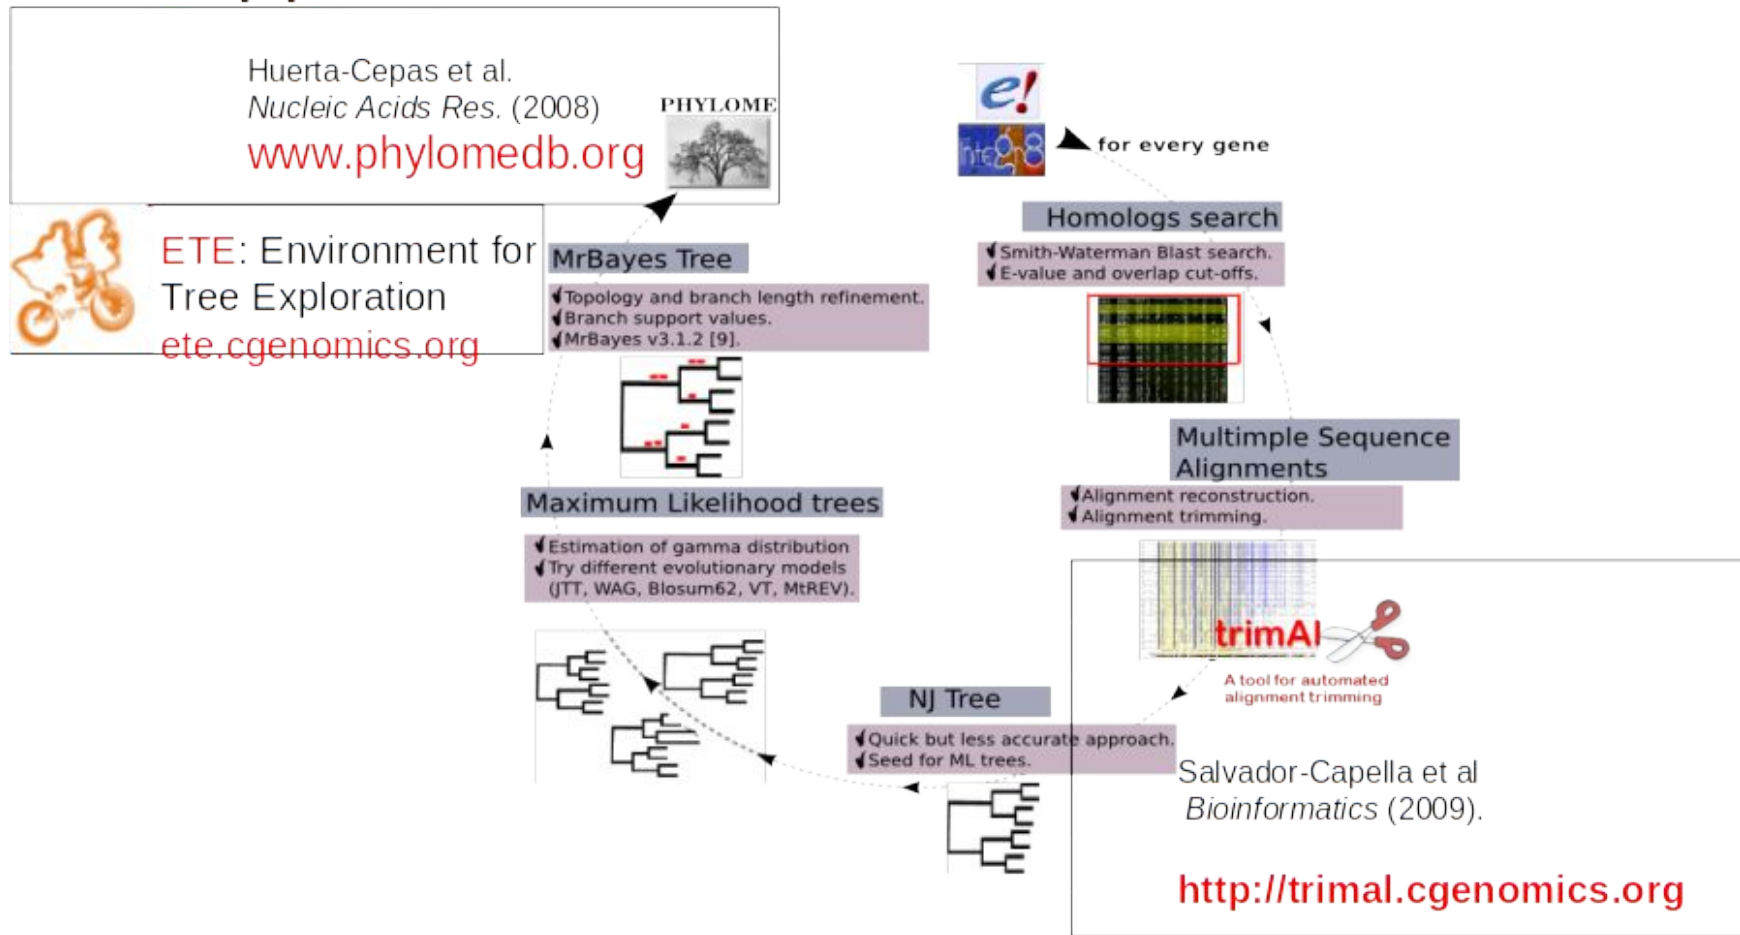 Huerta-Cepas et al.
Nucleic Acids Res. (2008)
www.phylomedb.org
PHYLOME
ETE: Environment for
Tree Exploration
ete.cgenomics.org
e!
for every gene
Homologs search
Smith-Waterman Blast search.
E-value and overlap cut-offs.
Multimple Sequence
Alignments
Alignment reconstruction.
Alignment trimming.
trimAl
A tool for automated
alignment trimming
Salvador-Capella et al
Bioinformatics (2009).
http://trimal.cgenomics.org
NJ Tree
Quick but less accurate approach.
Seed for ML trees.
Maximum Likelihood trees
Estimation of gamma distribution
Try different evolutionary models
(JTT, WAG, Blosum62, VT, MtREV).
MrBayes Tree
Topology and branch length refinement.
Branch support values.
MrBayes v3.1.2 [9].